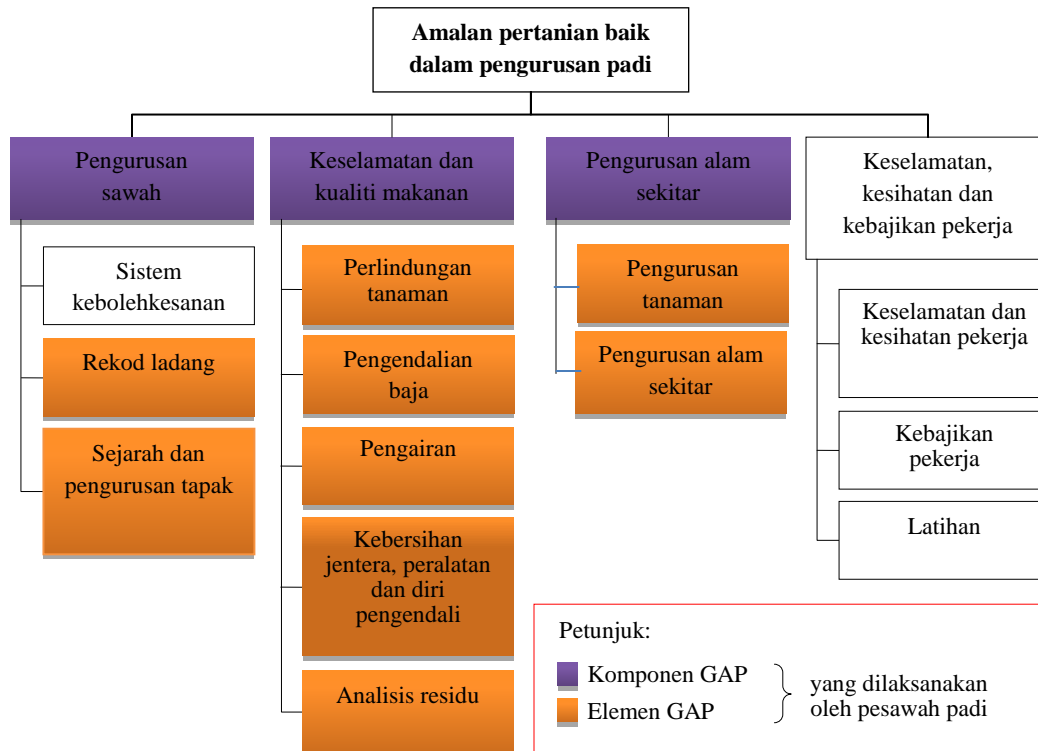 Amalan pertanian baik
dalam pengurusan padi
Pengurusan
sawah
Sistem
kebolehkesanan
Rekod ladang
Sejarah dan
pengurusan tapak
Keselamatan dan
kualiti makanan
Perlindungan
tanaman
Pengendalian
baja
Pengairan
Kebersihan
jentera, peralatan
dan diri
pengendali
Analisis residu
Pengurusan alam
sekitar
Pengurusan
tanaman
Pengurusan alam
sekitar
Keselamatan,
kesihatan dan
kebajikan pekerja
Keselamatan dan
kesihatan pekerja
Kebajikan
pekerja
Latihan
Petunjuk:
Komponen GAP
Elemen GAP
yang dilaksanakan
oleh pesawah padi